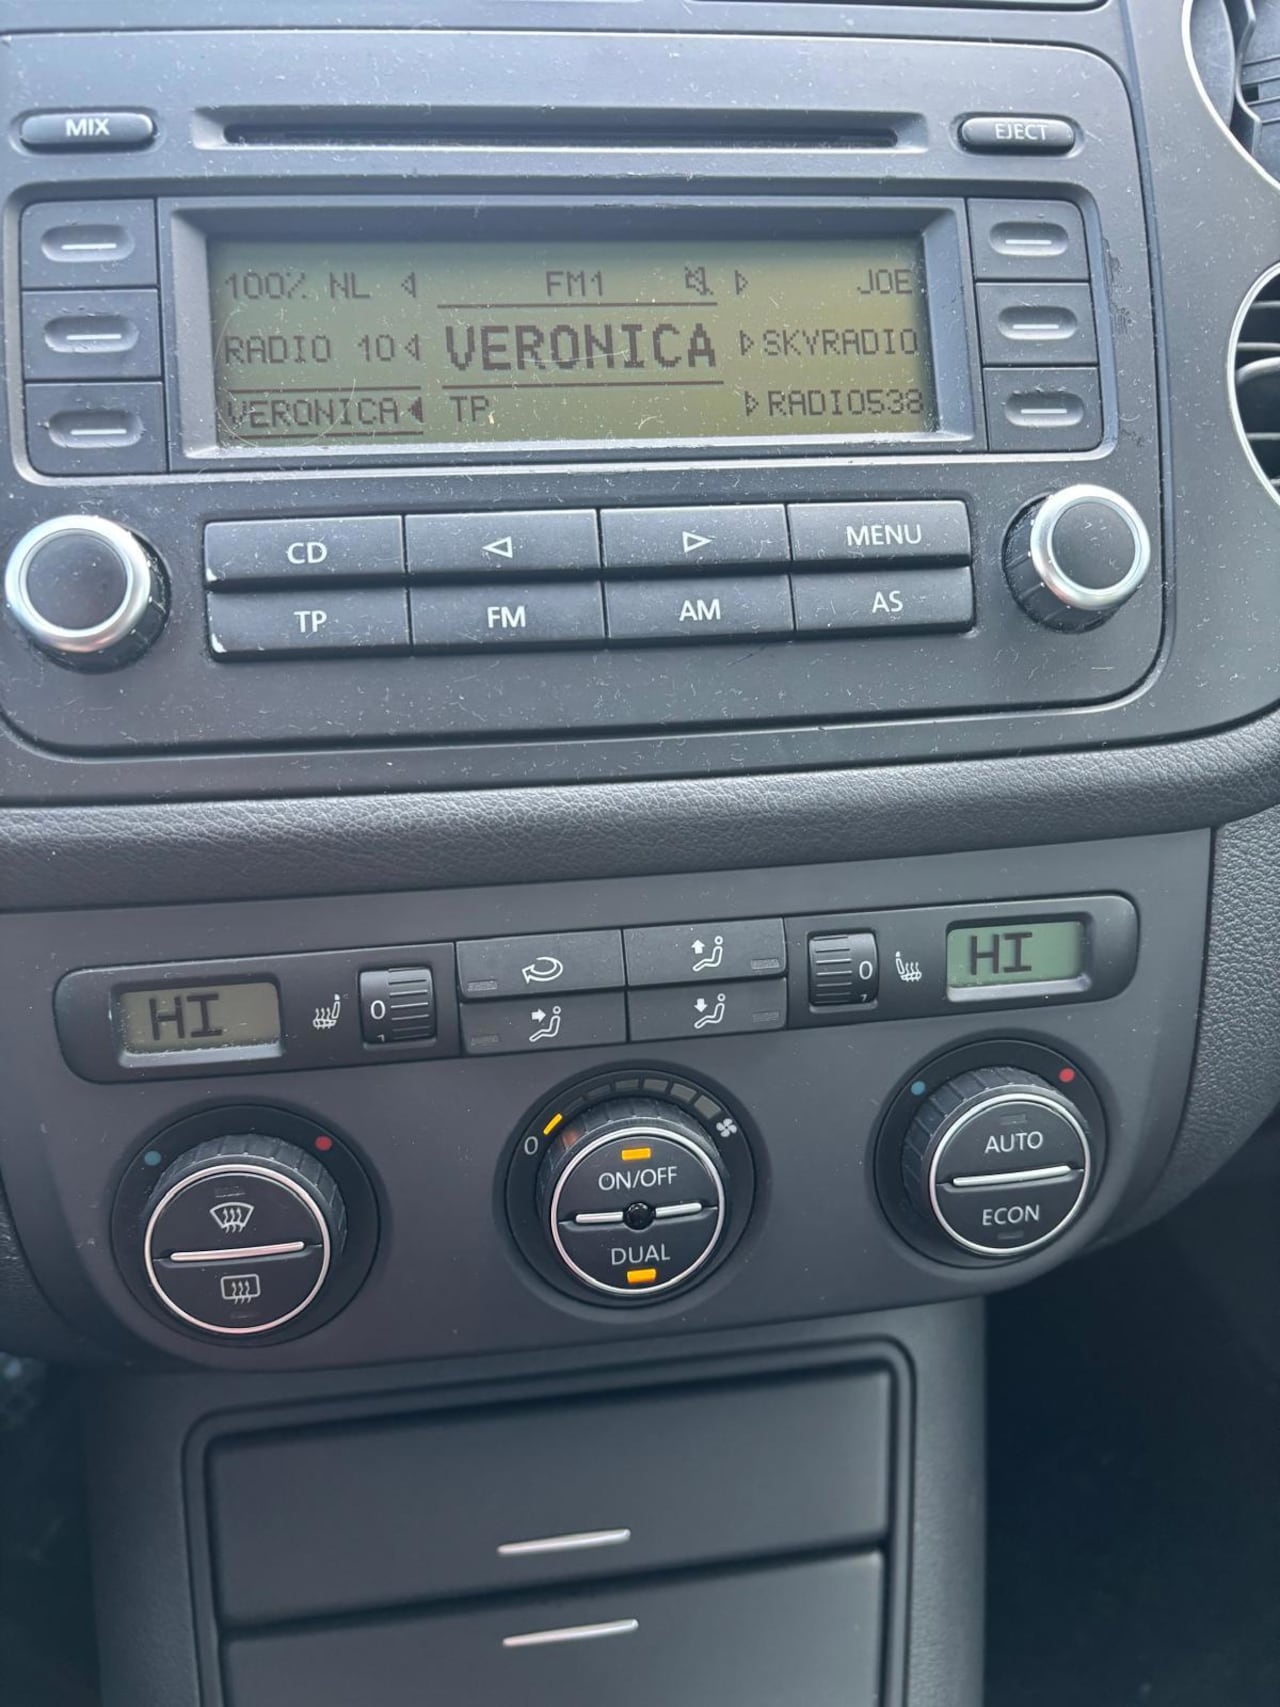 MIX
EJECT
100% NL FM1 JOE
RADIO 10 VERONICA SKYRADIO
VERONICA TP RADIO538
CD MENU
TP FM AM AS
HI 0 0 HI
0
ON/OFF
DUAL
AUTO
ECON